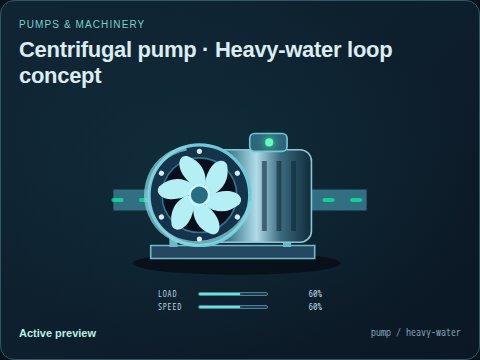 PUMPS & MACHINERY
Centrifugal pump · Heavy-water loop
concept
LOAD 60%
SPEED 60%
Active preview pump / heavy-water